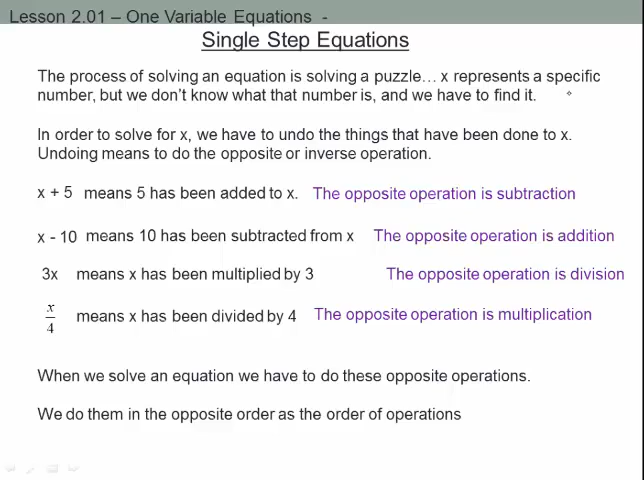 Lesson 2.01 – One Variable Equations -
Single Step Equations
The process of solving an equation is solving a puzzle… x represents a specific
number, but we don't know what that number is, and we have to find it.
In order to solve for x, we have to undo the things that have been done to x.
Undoing means to do the opposite or inverse operation.
x + 5 means 5 has been added to x. The opposite operation is subtraction
x - 10 means 10 has been subtracted from x The opposite operation is addition
3x means x has been multiplied by 3 The opposite operation is division
x/4 means x has been divided by 4 The opposite operation is multiplication
When we solve an equation we have to do these opposite operations.
We do them in the opposite order as the order of operations